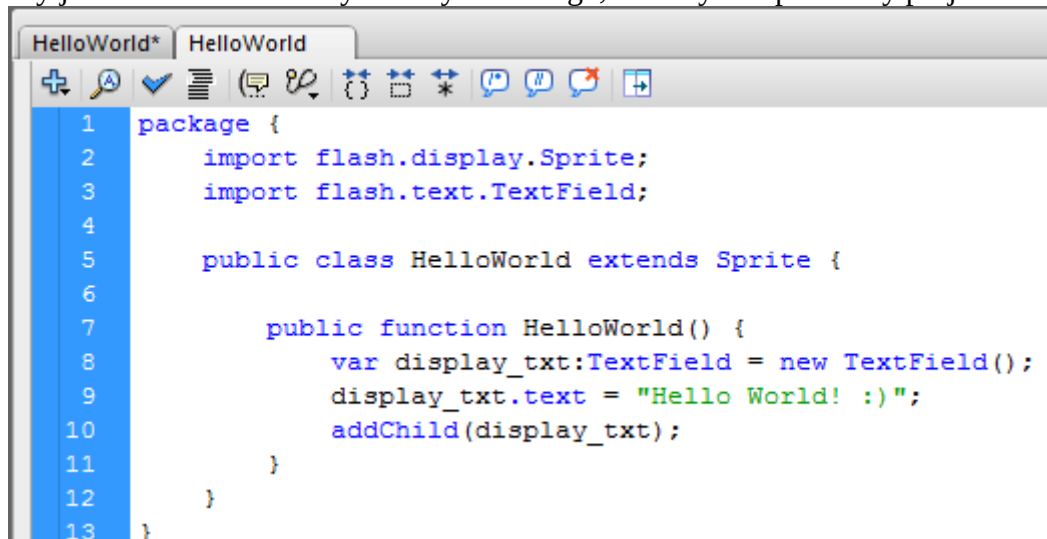 HelloWorld* HelloWorld
1 package {
2 import flash.display.Sprite;
3 import flash.text.TextField;
4
5 public class HelloWorld extends Sprite {
6
7 public function HelloWorld() {
8 var display_txt:TextField = new TextField();
9 display_txt.text = "Hello World! :)";
10 addChild(display_txt);
11 }
12 }
13 }